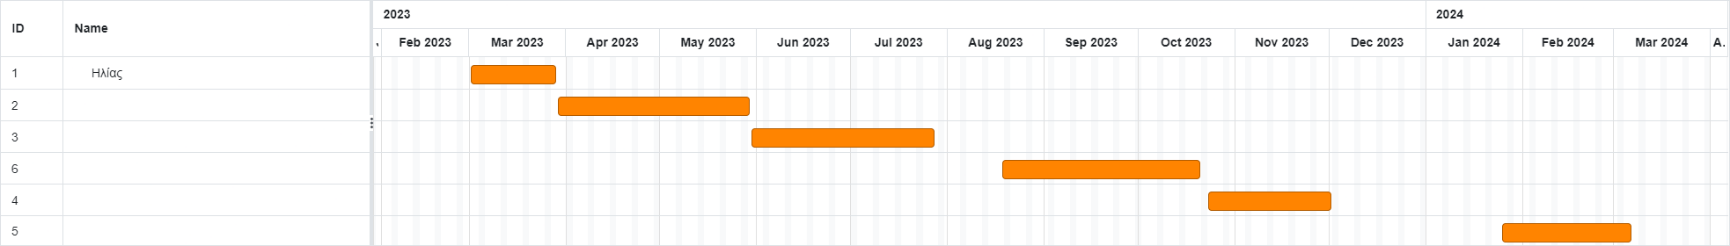 ID Name 2023 2024
Feb 2023 Mar 2023 Apr 2023 May 2023 Jun 2023 Jul 2023 Aug 2023 Sep 2023 Oct 2023 Nov 2023 Dec 2023 Jan 2024 Feb 2024 Mar 2024 A.
1 Ηλίας
2
3
6
4
5